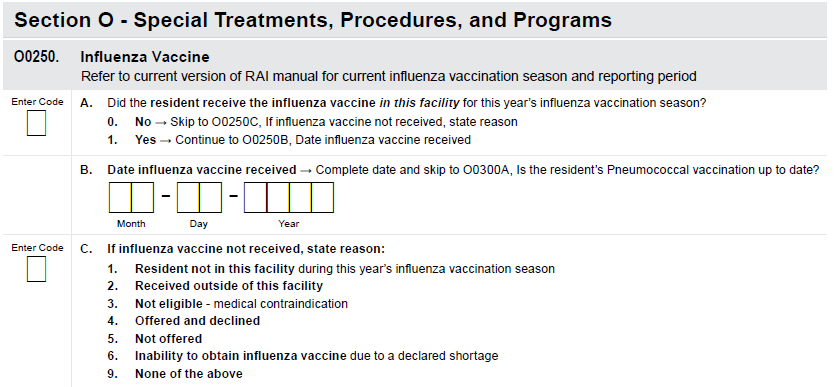 Section O - Special Treatments, Procedures, and Programs
O0250. Influenza Vaccine
Refer to current version of RAI manual for current influenza vaccination season and reporting period
Enter Code
A. Did the resident receive the influenza vaccine in this facility for this year's influenza vaccination season?
0. No → Skip to O0250C, If influenza vaccine not received, state reason
1. Yes → Continue to O0250B, Date influenza vaccine received
B. Date influenza vaccine received → Complete date and skip to O0300A, Is the resident's Pneumococcal vaccination up to date?
– –
Month Day Year
Enter Code
C. If influenza vaccine not received, state reason:
1. Resident not in this facility during this year's influenza vaccination season
2. Received outside of this facility
3. Not eligible - medical contraindication
4. Offered and declined
5. Not offered
6. Inability to obtain influenza vaccine due to a declared shortage
9. None of the above